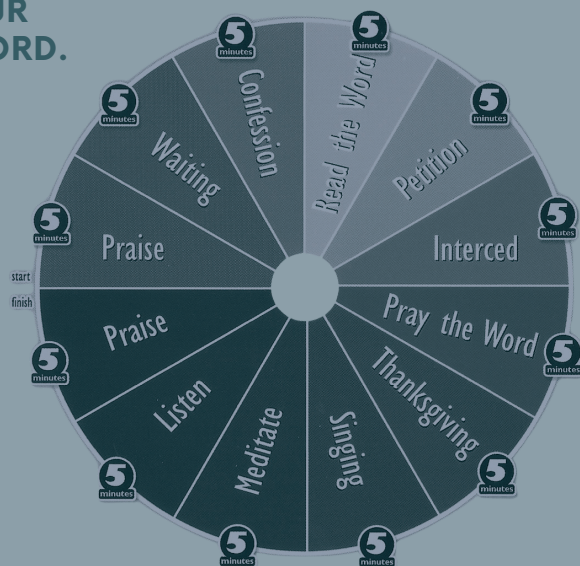 UR
ORD.
start
Praise
5 minutes
Waiting
5 minutes
Confession
5 minutes
Read the Word
5 minutes
Petition
5 minutes
Interced
5 minutes
Pray the Word
5 minutes
Thanksgiving
5 minutes
Singing
5 minutes
Meditate
5 minutes
Listen
5 minutes
Praise
5 minutes
finish